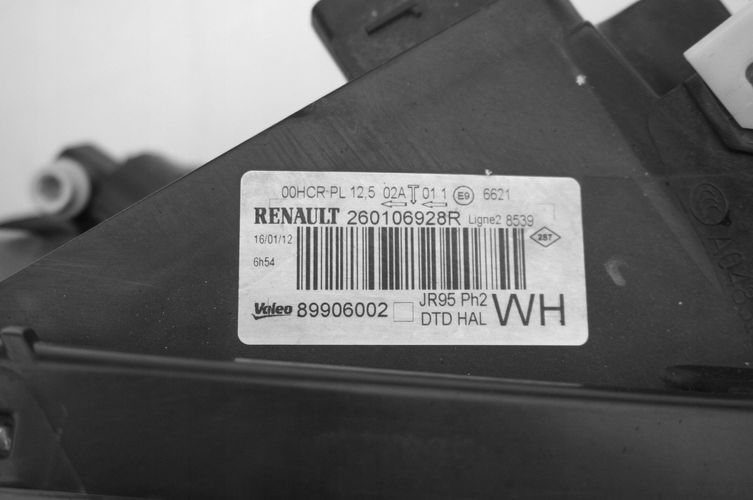 00HCR-PL 12,5 02A 01.1 E9 6621
RENAULT 260106928R Ligne2 8539
16/01/12
6h54
2S7
Valeo 89906002 JR95 Ph2
DTD HAL WH